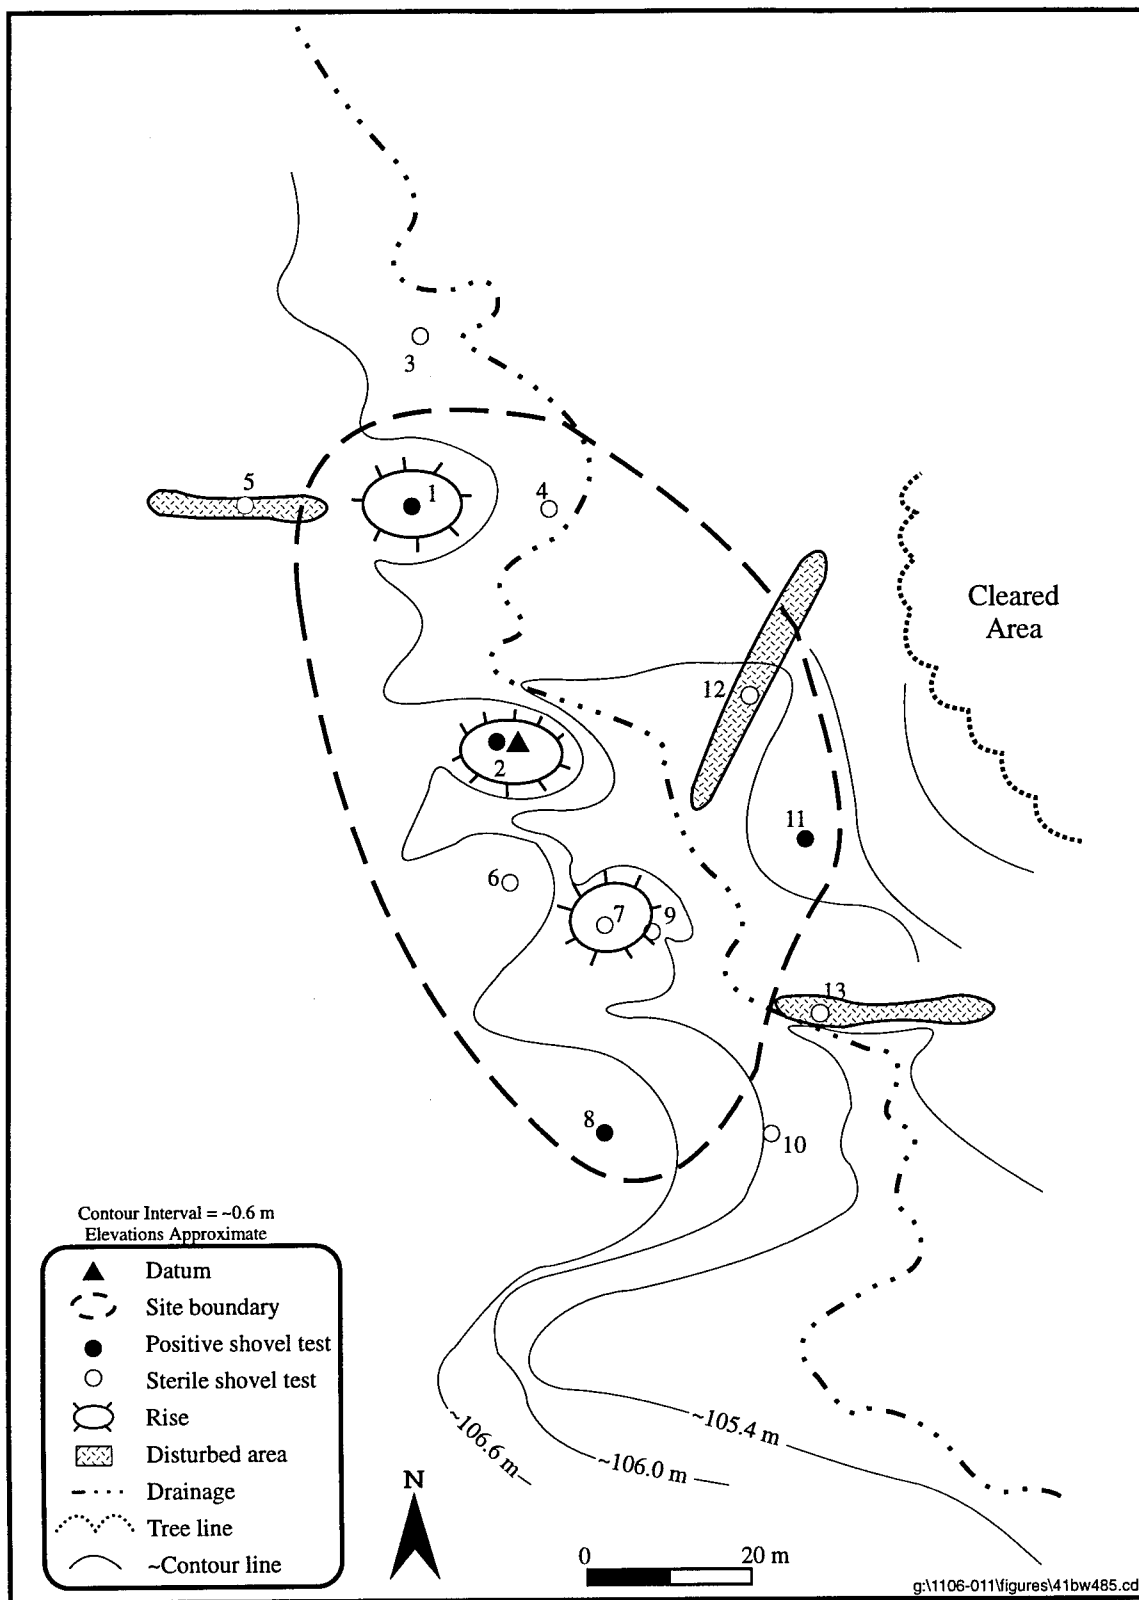 3
5
1
4
Cleared
Area
12
2
11
6
7
9
13
8
10
Contour Interval = ~0.6 m
Elevations Approximate
Datum
Site boundary
Positive shovel test
Sterile shovel test
Rise
Disturbed area
Drainage
Tree line
~Contour line
~106.6 m
~106.0 m
~105.4 m
N
0 20 m
g:\1106-011\figures\41bw485.cd